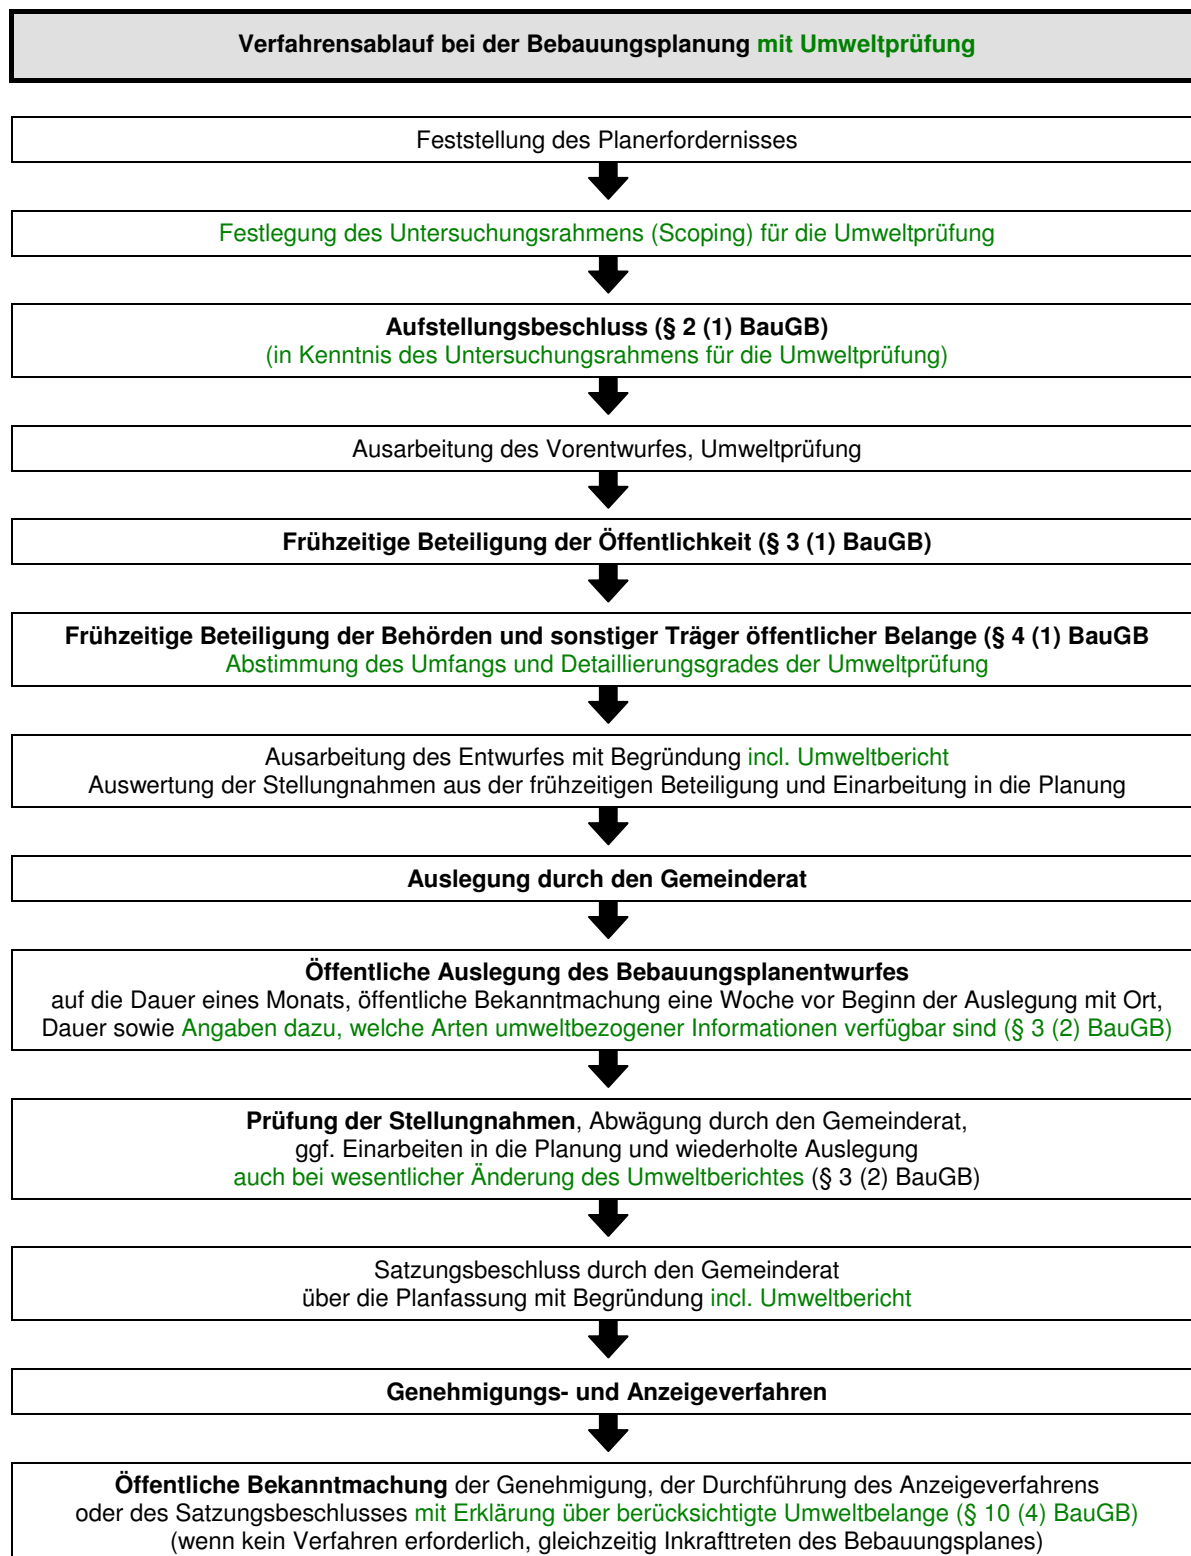 Verfahrensablauf bei der Bebauungsplanung mit Umweltprüfung
Feststellung des Planerfordernisses
Festlegung des Untersuchungsrahmens (Scoping) für die Umweltprüfung
Aufstellungsbeschluss (§ 2 (1) BauGB)
(in Kenntnis des Untersuchungsrahmens für die Umweltprüfung)
Ausarbeitung des Vorentwurfes, Umweltprüfung
Frühzeitige Beteiligung der Öffentlichkeit (§ 3 (1) BauGB)
Frühzeitige Beteiligung der Behörden und sonstiger Träger öffentlicher Belange (§ 4 (1) BauGB
Abstimmung des Umfangs und Detaillierungsgrades der Umweltprüfung
Ausarbeitung des Entwurfes mit Begründung incl. Umweltbericht
Auswertung der Stellungnahmen aus der frühzeitigen Beteiligung und Einarbeitung in die Planung
Auslegung durch den Gemeinderat
Öffentliche Auslegung des Bebauungsplanentwurfes
auf die Dauer eines Monats, öffentliche Bekanntmachung eine Woche vor Beginn der Auslegung mit Ort,
Dauer sowie Angaben dazu, welche Arten umweltbezogener Informationen verfügbar sind (§ 3 (2) BauGB)
Prüfung der Stellungnahmen, Abwägung durch den Gemeinderat,
ggf. Einarbeiten in die Planung und wiederholte Auslegung
auch bei wesentlicher Änderung des Umweltberichtes (§ 3 (2) BauGB)
Satzungsbeschluss durch den Gemeinderat
über die Planfassung mit Begründung incl. Umweltbericht
Genehmigungs- und Anzeigeverfahren
Öffentliche Bekanntmachung der Genehmigung, der Durchführung des Anzeigeverfahrens
oder des Satzungsbeschlusses mit Erklärung über berücksichtigte Umweltbelange (§ 10 (4) BauGB)
(wenn kein Verfahren erforderlich, gleichzeitig Inkrafttreten des Bebauungsplanes)